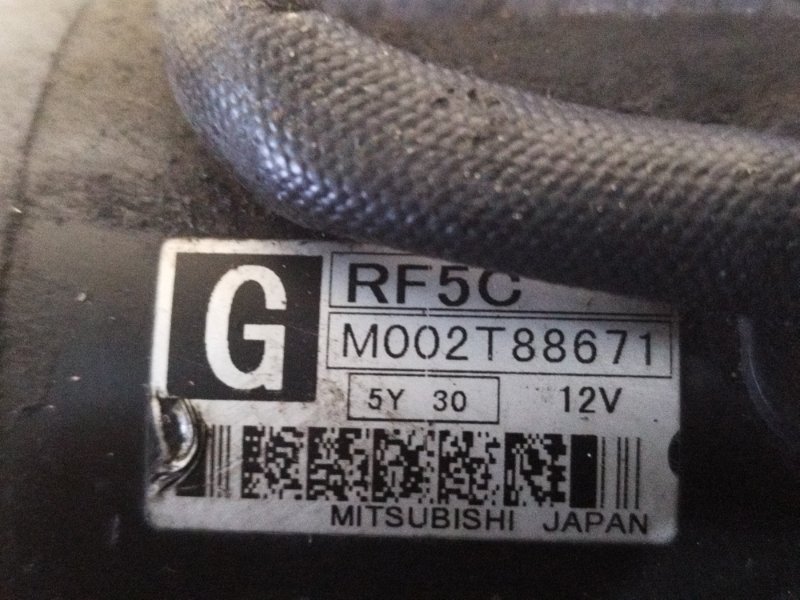 G
RF5C
M002T88671
5Y 30
12V
MITSUBISHI JAPAN